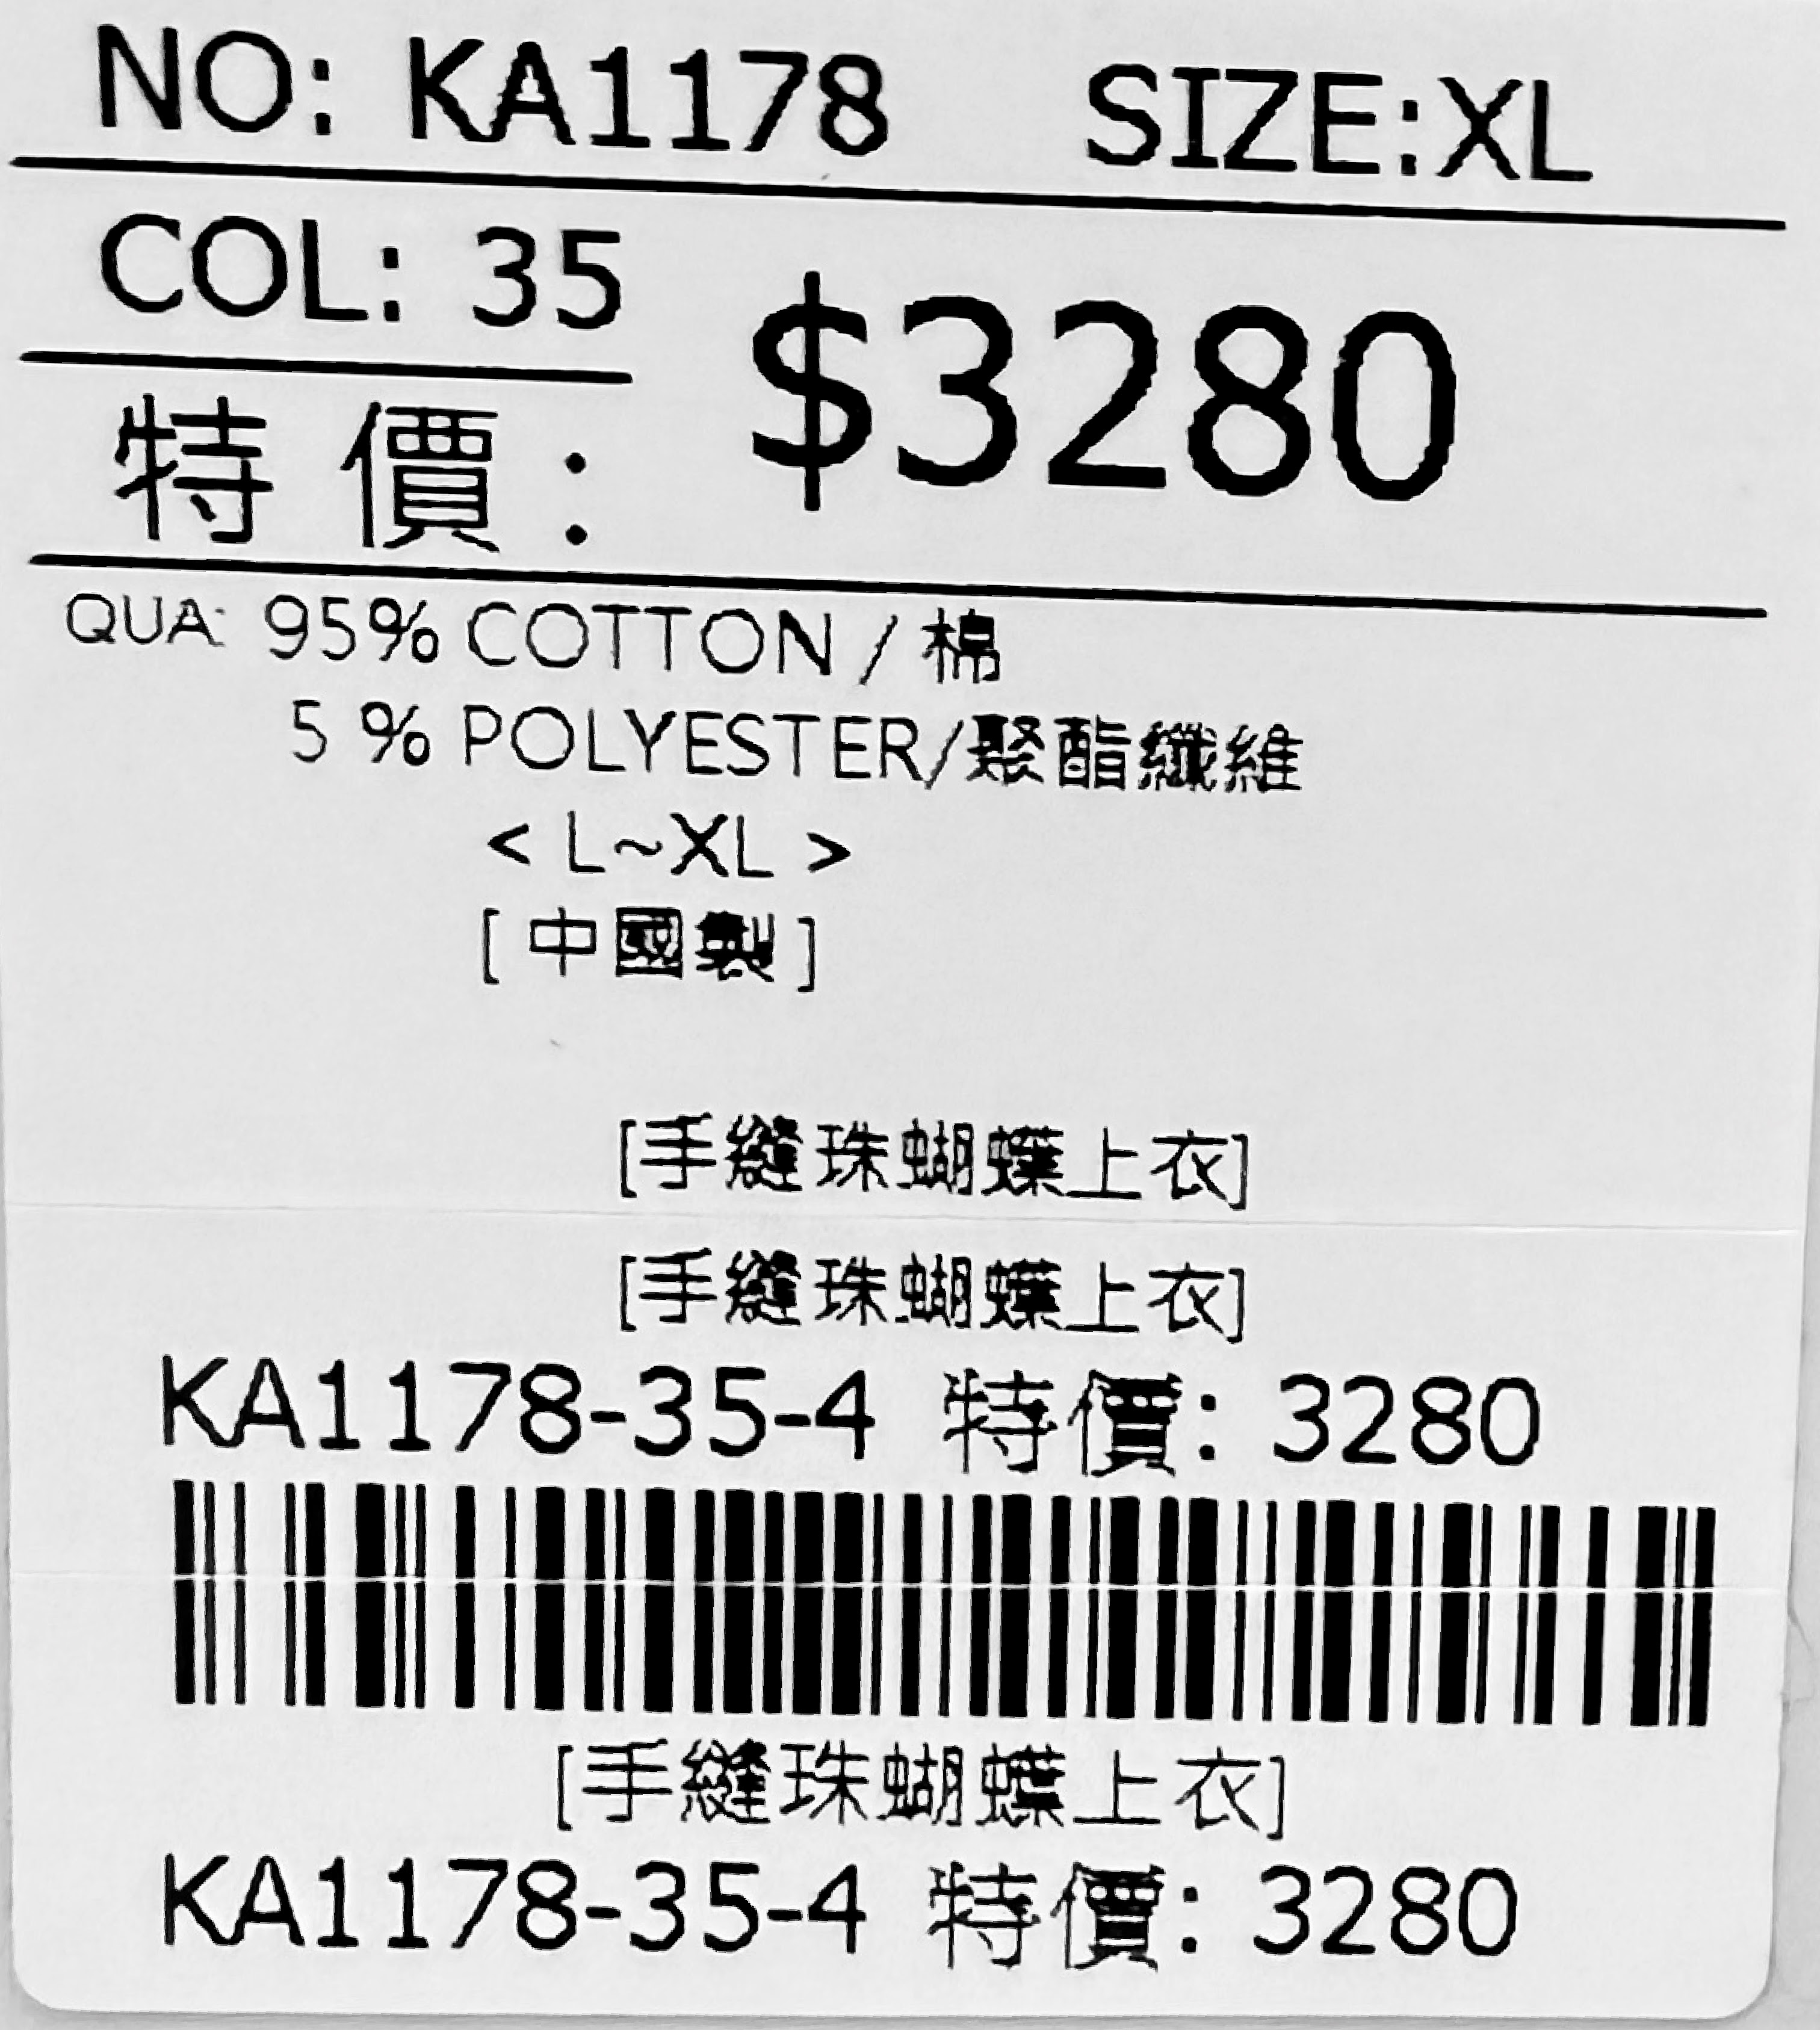 NO: KA1178 SIZE:XL
COL: 35
$3280
特 價 :
QUA: 95% COTTON / 棉
5 % POLYESTER/聚酯纖維
< L~XL >
[ 中國製 ]
[手縫珠蝴蝶上衣]
[手縫珠蝴蝶上衣]
KA1178-35-4 特價: 3280
[手縫珠蝴蝶上衣]
KA1178-35-4 特價: 3280